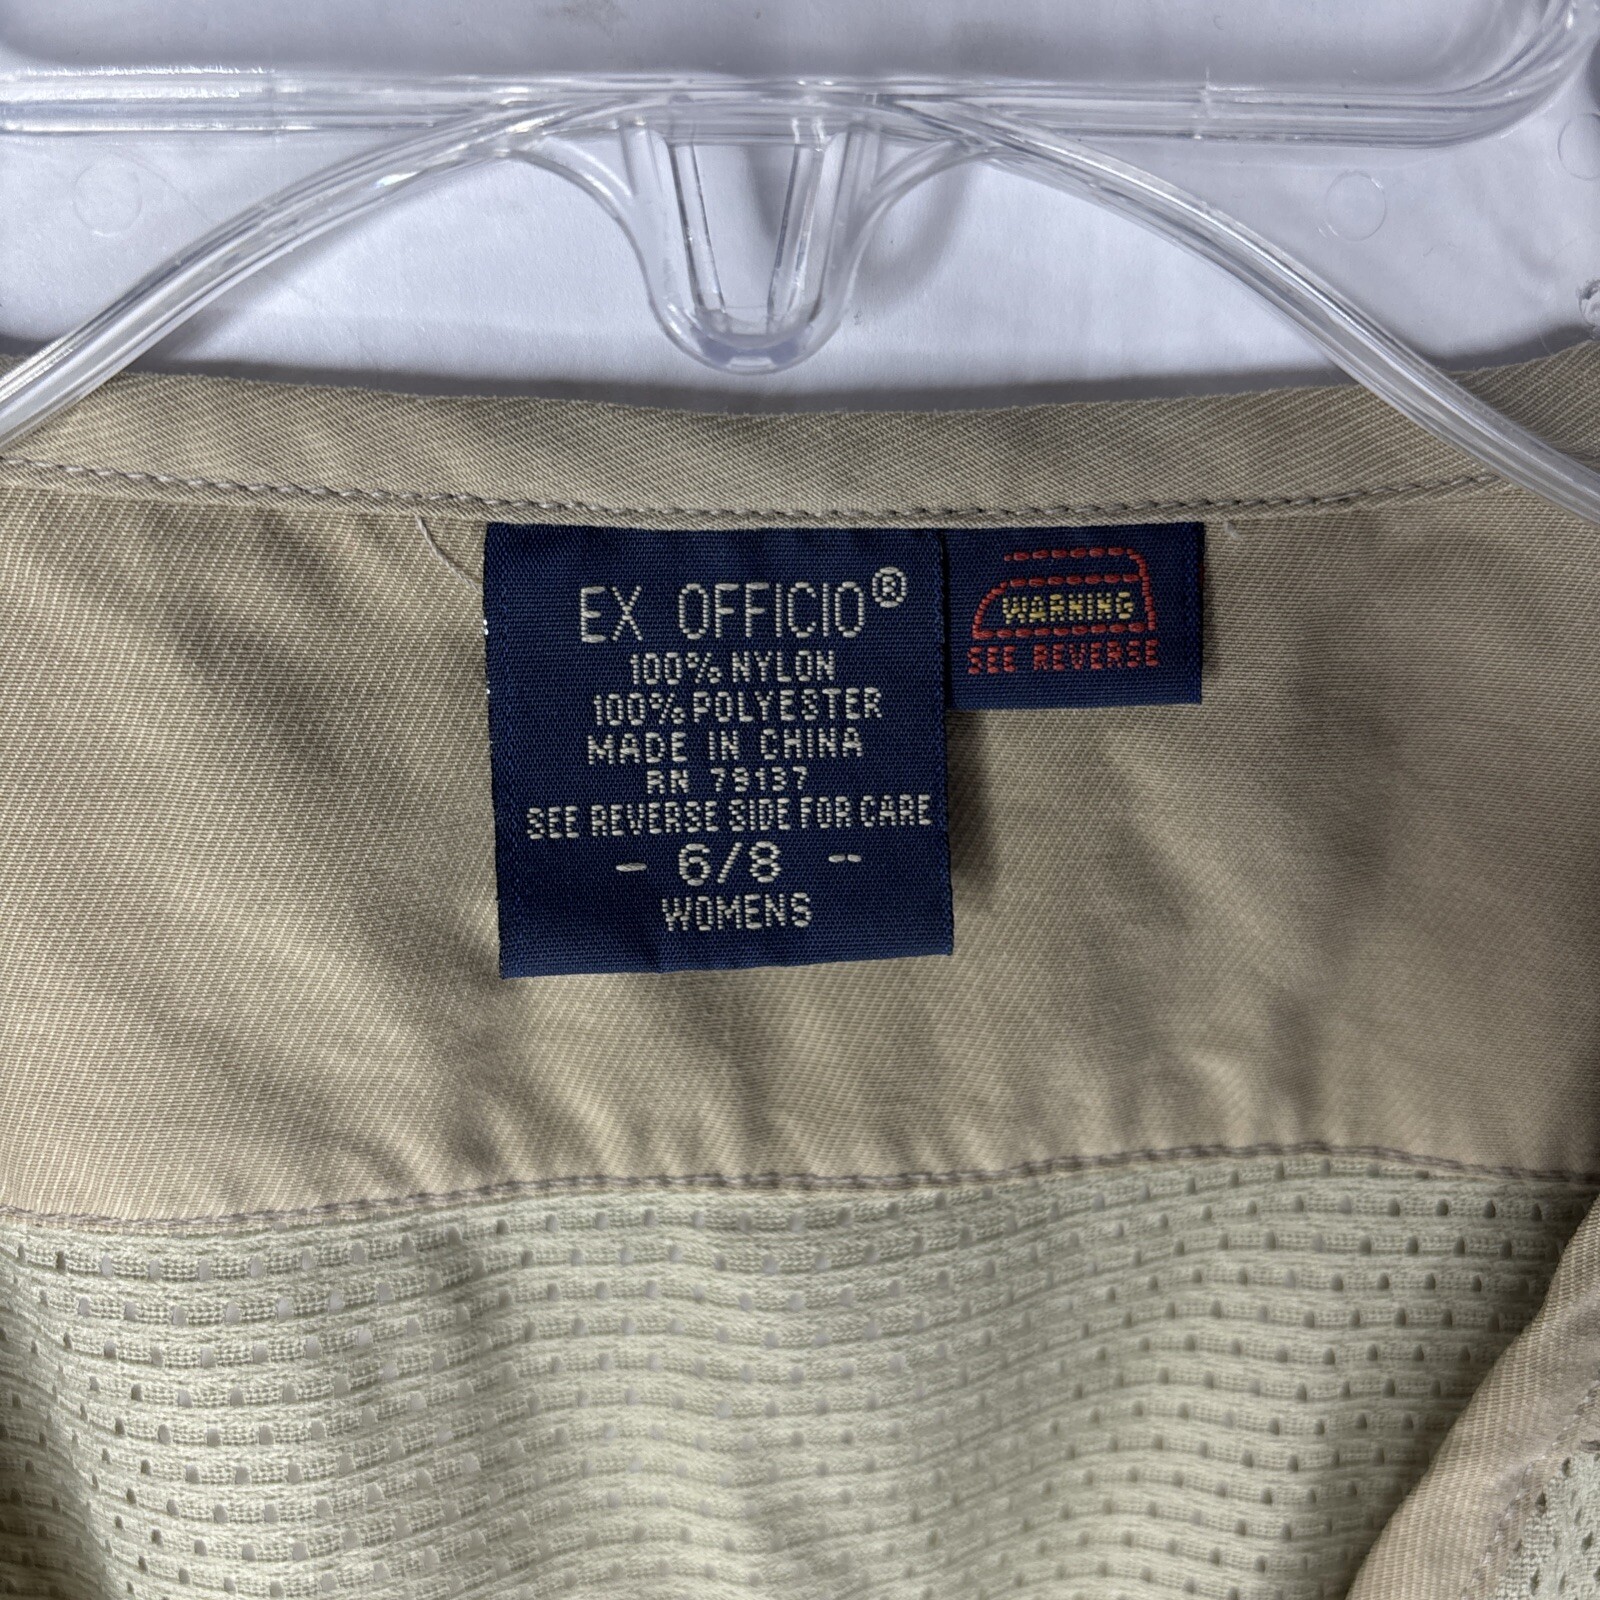 EX OFFICIO®
100% NYLON
100% POLYESTER
MADE IN CHINA
RN 79137
SEE REVERSE SIDE FOR CARE
- 6/8 --
WOMENS
WARNING
SEE REVERSE